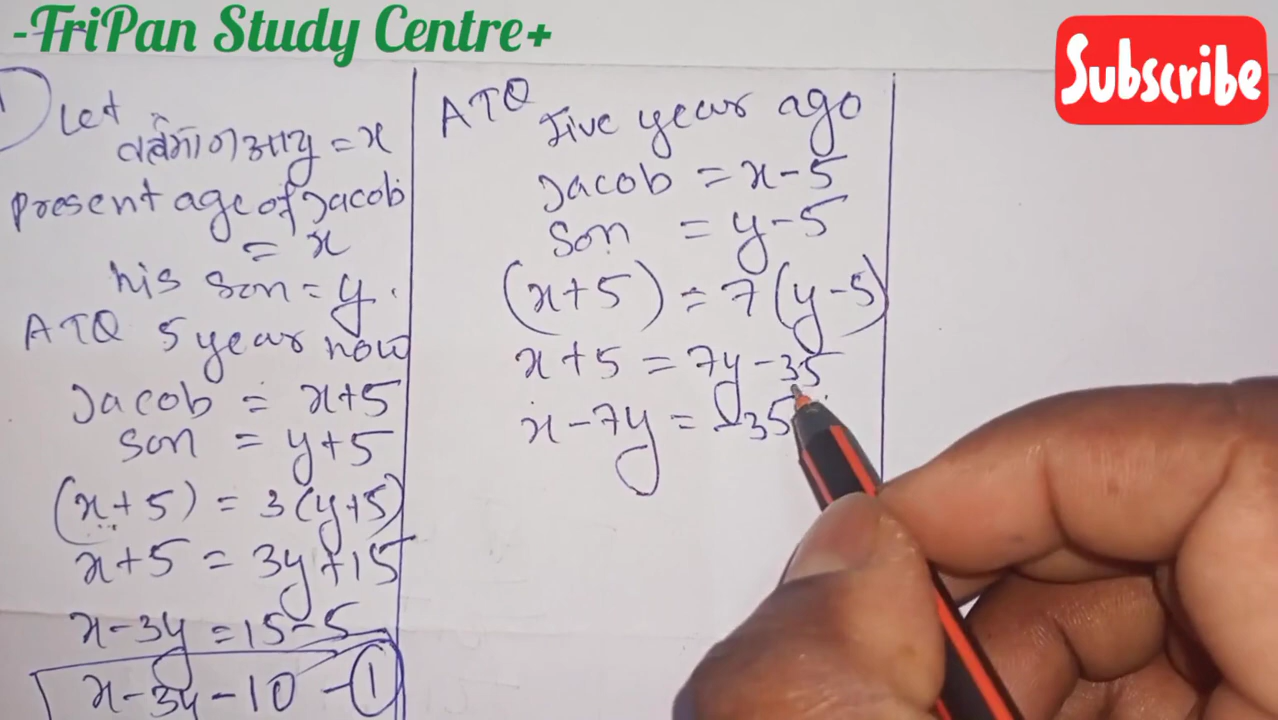 -TriPan Study Centre+
Subscribe
1) Let
वर्तमान आयु = x
Present age of Jacob
= x
his son = y.
ATQ 5 year now
Jacob = x+5
Son = y+5
(x+5) = 3(y+5)
x+5 = 3y+15
x-3y = 15-5
x-3y-10 -①
ATQ Five year ago
Jacob = x-5
Son = y-5
(x+5) = 7(y-5)
x+5 = 7y-35
x-7y = -35